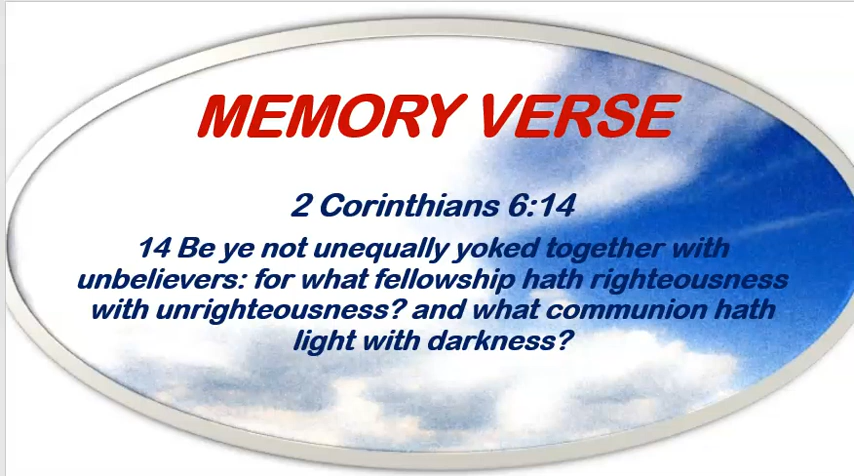 MEMORY VERSE
2 Corinthians 6:14
14 Be ye not unequally yoked together with
unbelievers: for what fellowship hath righteousness
with unrighteousness? and what communion hath
light with darkness?